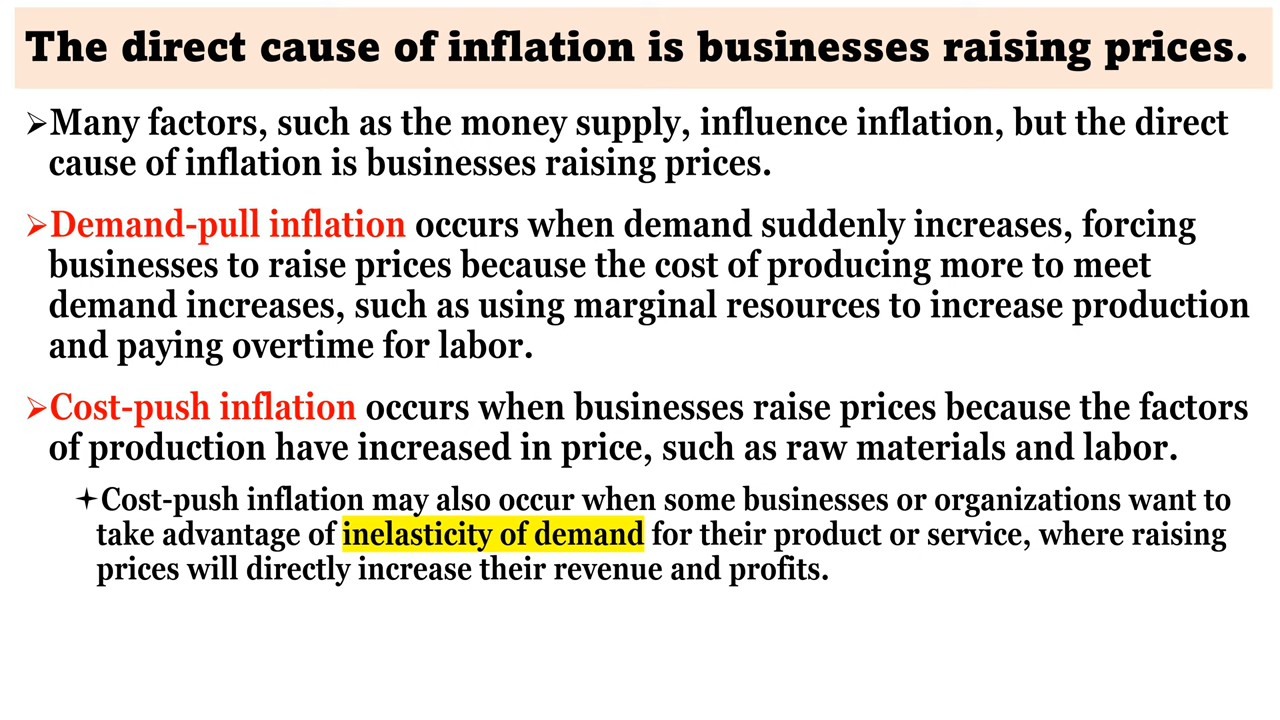 The direct cause of inflation is businesses raising prices.
➢Many factors, such as the money supply, influence inflation, but the direct
cause of inflation is businesses raising prices.
➢Demand-pull inflation occurs when demand suddenly increases, forcing
businesses to raise prices because the cost of producing more to meet
demand increases, such as using marginal resources to increase production
and paying overtime for labor.
➢Cost-push inflation occurs when businesses raise prices because the factors
of production have increased in price, such as raw materials and labor.
✦Cost-push inflation may also occur when some businesses or organizations want to
take advantage of inelasticity of demand for their product or service, where raising
prices will directly increase their revenue and profits.